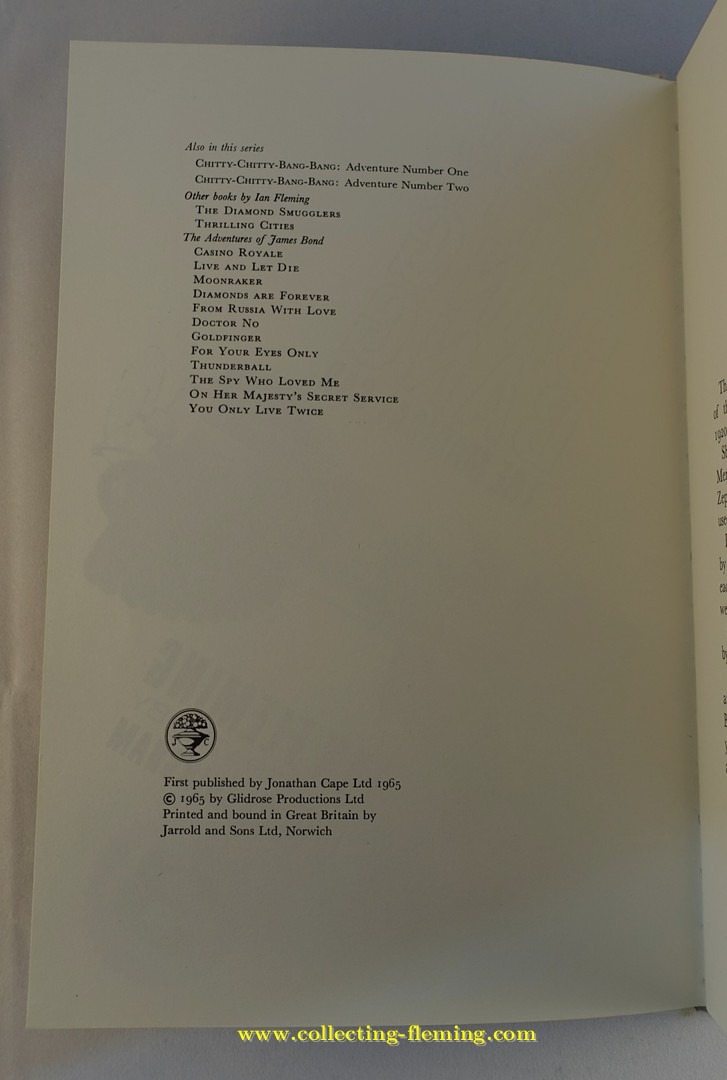 Also in this series
Chitty-Chitty-Bang-Bang: Adventure Number One
Chitty-Chitty-Bang-Bang: Adventure Number Two
Other books by Ian Fleming
The Diamond Smugglers
Thrilling Cities
The Adventures of James Bond
Casino Royale
Live and Let Die
Moonraker
Diamonds are Forever
From Russia With Love
Doctor No
Goldfinger
For Your Eyes Only
Thunderball
The Spy Who Loved Me
On Her Majesty's Secret Service
You Only Live Twice
J C
First published by Jonathan Cape Ltd 1965
© 1965 by Glidrose Productions Ltd
Printed and bound in Great Britain by
Jarrold and Sons Ltd, Norwich
www.collecting-fleming.com